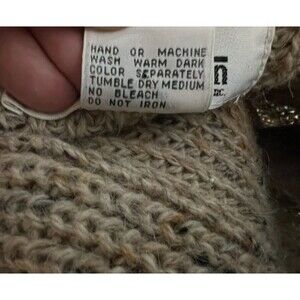 HAND OR MACHINE
WASH WARM DARK
COLOR SEPARATELY
TUMBLE DRY MEDIUM
NO BLEACH
DO NOT IRON